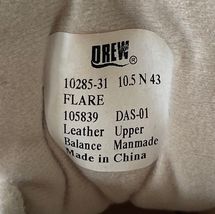 DREW®
10285-31 10.5 N 43
FLARE
105839 DAS-01
Leather Upper
Balance Manmade
Made in China